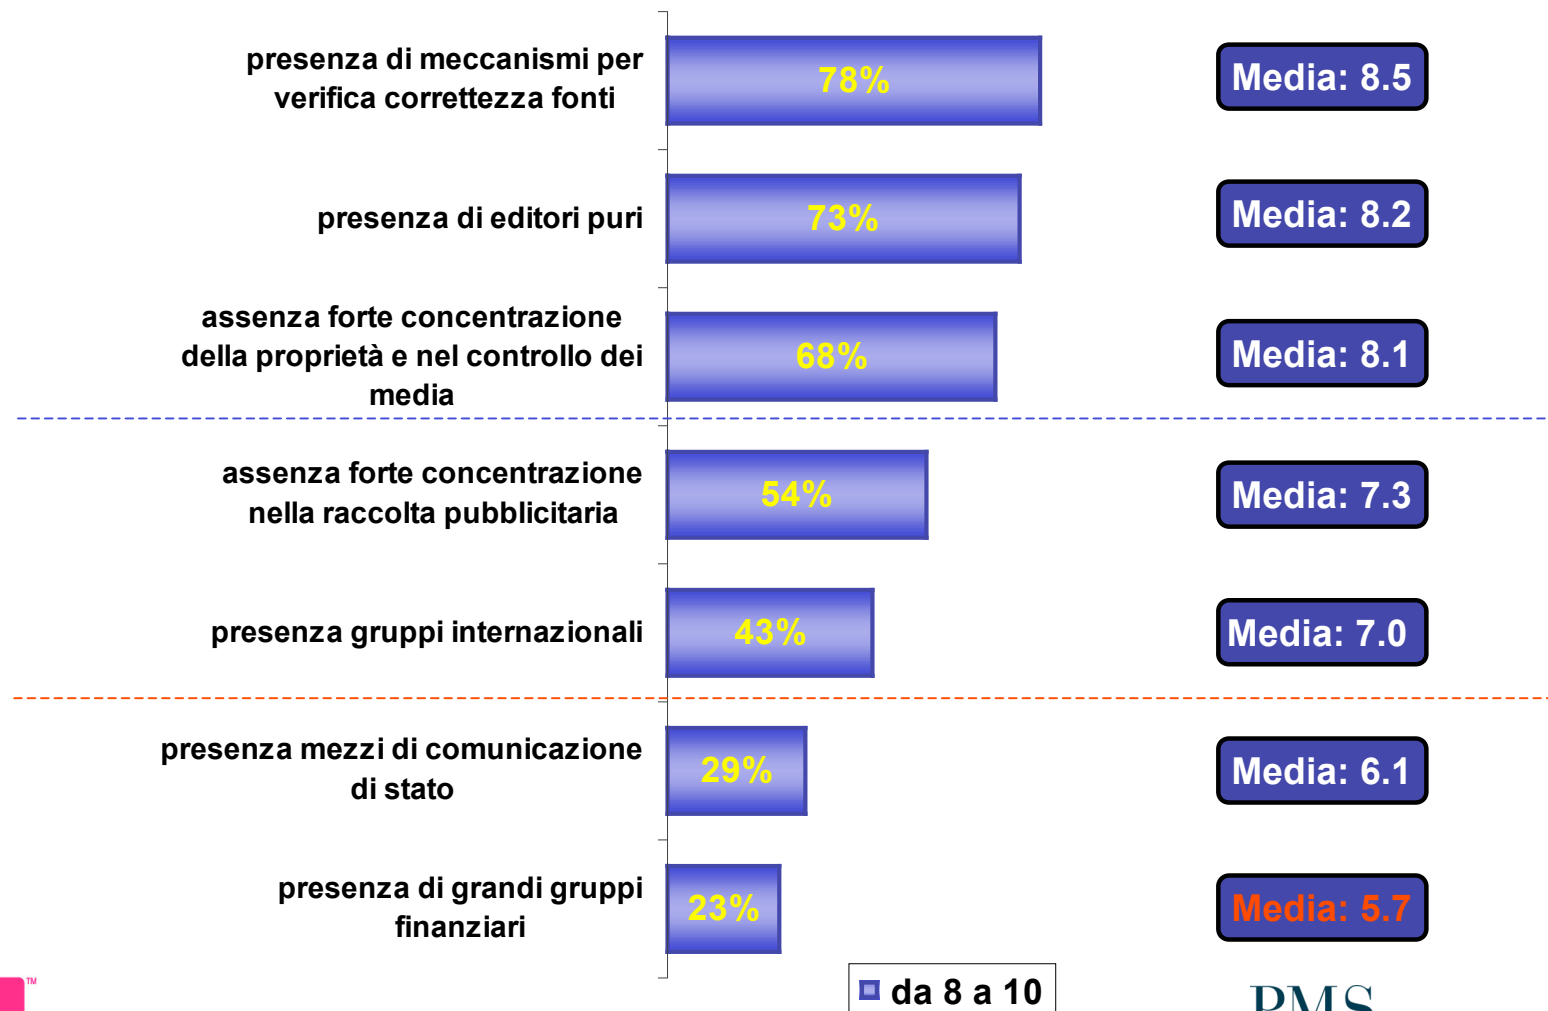 presenza di meccanismi per
verifica correttezza fonti
78%
Media: 8.5
presenza di editori puri
73%
Media: 8.2
assenza forte concentrazione
della proprietà e nel controllo dei
media
68%
Media: 8.1
assenza forte concentrazione
nella raccolta pubblicitaria
54%
Media: 7.3
presenza gruppi internazionali
43%
Media: 7.0
presenza mezzi di comunicazione
di stato
29%
Media: 6.1
presenza di grandi gruppi
finanziari
23%
Media: 5.7
TM
da 8 a 10
PMS